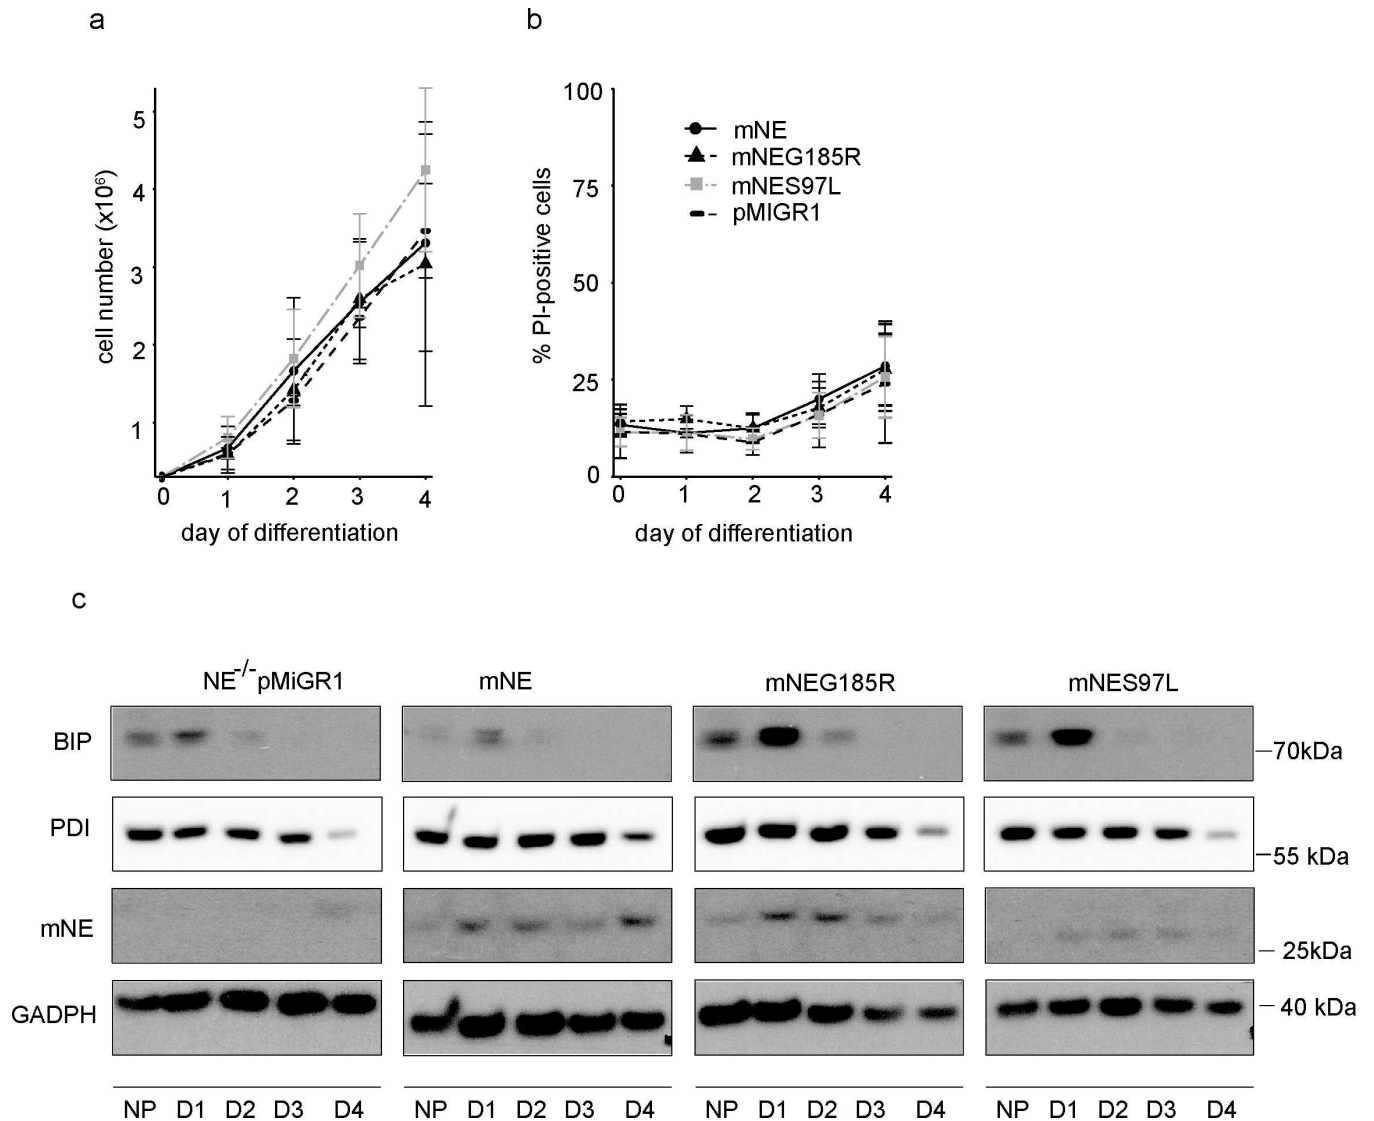 a
b
cell number (x10⁶)
5
4
3
2
1
0 1 2 3 4
day of differentiation
% PI-positive cells
100
75
50
25
0
0 1 2 3 4
day of differentiation
mNE
mNEG185R
mNES97L
pMIGR1
c
NE-/-pMiGR1 mNE mNEG185R mNES97L
BIP
70kDa
PDI
55 kDa
mNE
25kDa
GADPH
40 kDa
NP D1 D2 D3 D4 NP D1 D2 D3 D4 NP D1 D2 D3 D4 NP D1 D2 D3 D4